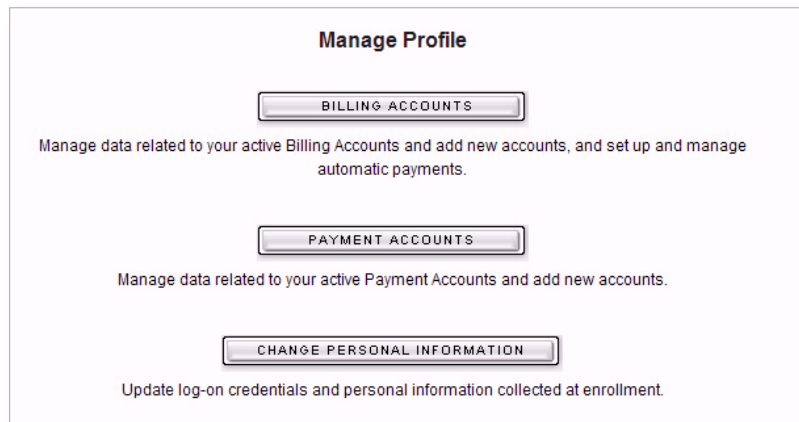 Manage Profile
BILLING ACCOUNTS
Manage data related to your active Billing Accounts and add new accounts, and set up and manage
automatic payments.
PAYMENT ACCOUNTS
Manage data related to your active Payment Accounts and add new accounts.
CHANGE PERSONAL INFORMATION
Update log-on credentials and personal information collected at enrollment.